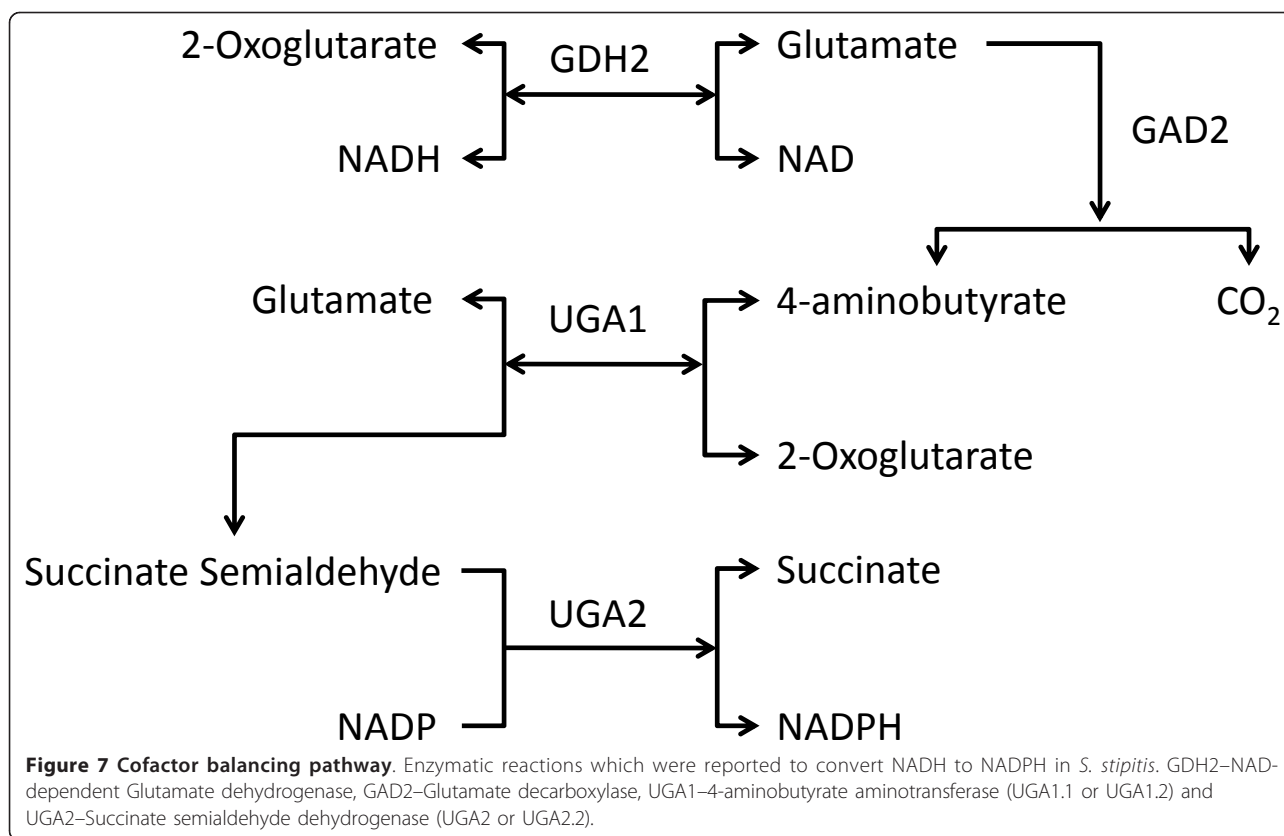 2-Oxoglutarate
GDH2
Glutamate
NADH
NAD
GAD2
Glutamate
UGA1
4-aminobutyrate
CO₂
2-Oxoglutarate
Succinate Semialdehyde
UGA2
Succinate
NADP
NADPH
Figure 7 Cofactor balancing pathway. Enzymatic reactions which were reported to convert NADH to NADPH in S. stipitis. GDH2–NAD-
dependent Glutamate dehydrogenase, GAD2–Glutamate decarboxylase, UGA1–4-aminobutyrate aminotransferase (UGA1.1 or UGA1.2) and
UGA2–Succinate semialdehyde dehydrogenase (UGA2 or UGA2.2).